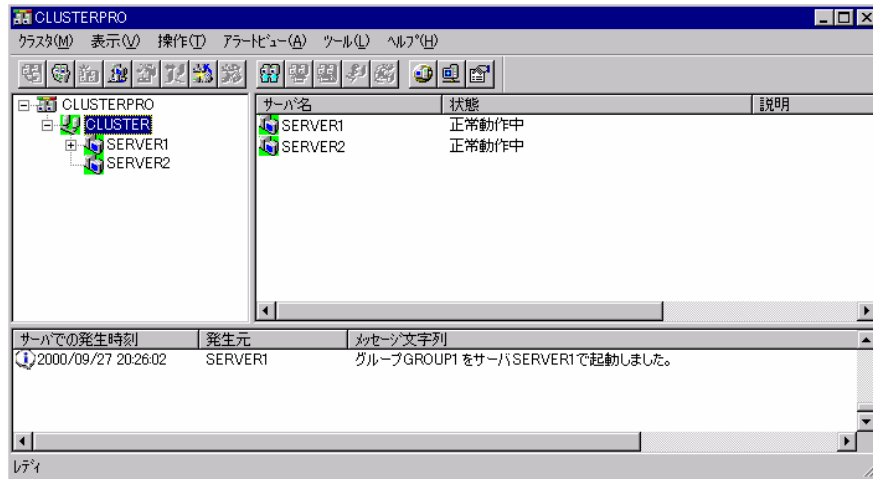 CLUSTERPRO
クラスタ(M) 表示(V) 操作(T) アラートビュー(A) ツール(L) ヘルプ(H)
CLUSTERPRO
CLUSTER
SERVER1
SERVER2
サーバ名 状態 説明
SERVER1 正常動作中
SERVER2 正常動作中
サーバでの発生時刻 発生元 メッセージ文字列
2000/09/27 20:26:02 SERVER1 グループGROUP1 をサーバSERVER1で起動しました。
レディ